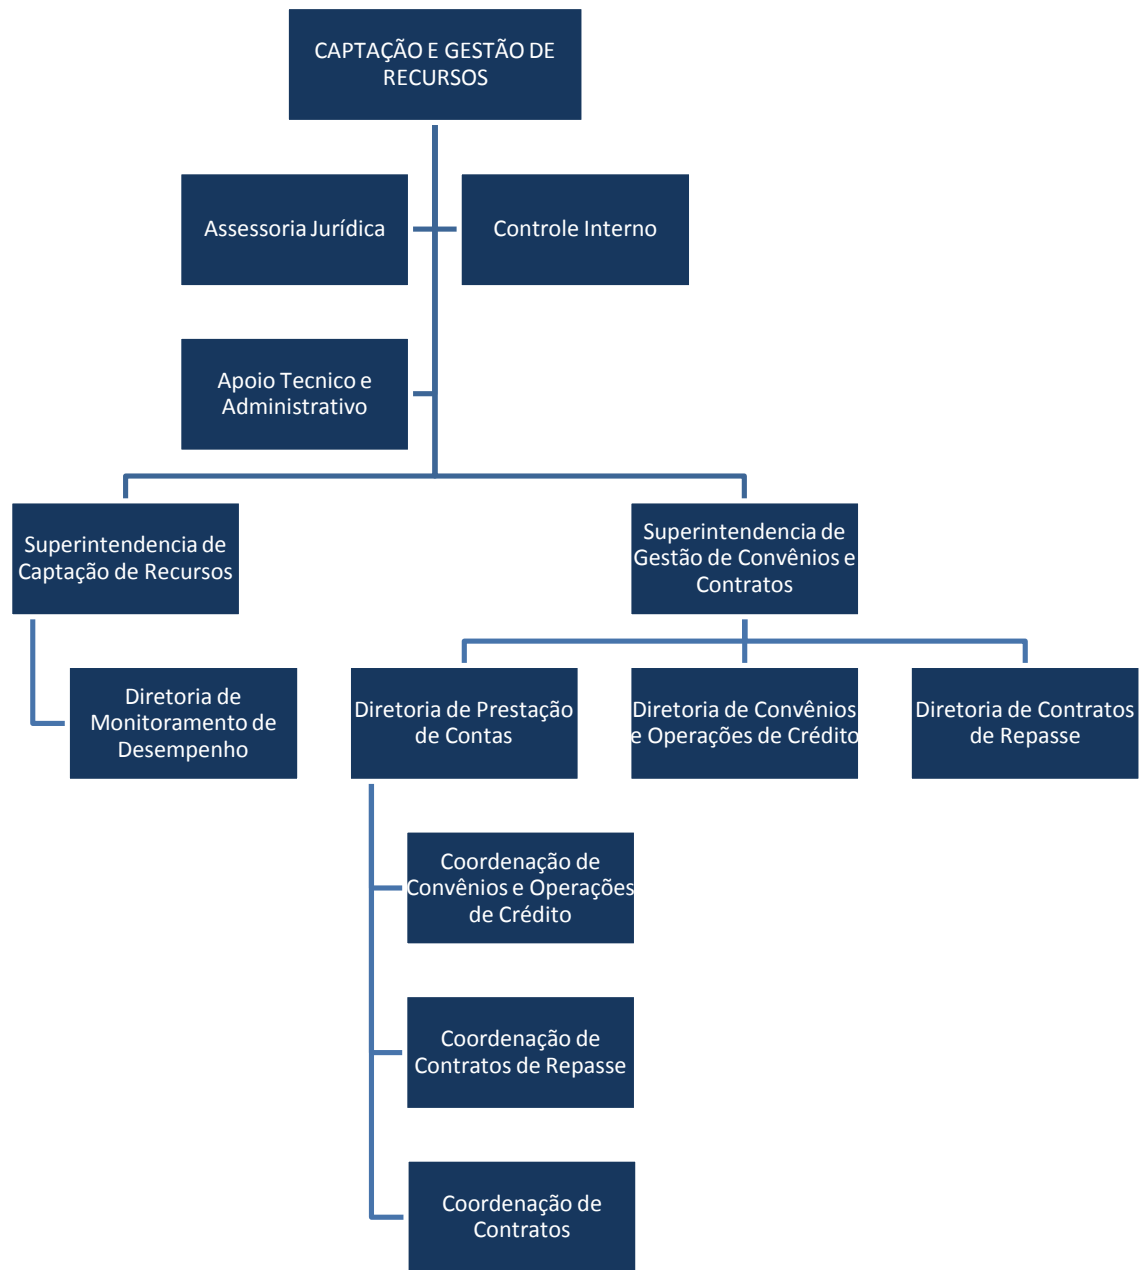 CAPTAÇÃO E GESTÃO DE
RECURSOS
Assessoria Jurídica
Controle Interno
Apoio Tecnico e
Administrativo
Superintendencia de
Captação de Recursos
Superintendencia de
Gestão de Convênios e
Contratos
Diretoria de
Monitoramento de
Desempenho
Diretoria de Prestação
de Contas
Diretoria de Convênios
e Operações de Crédito
Diretoria de Contratos
de Repasse
Coordenação de
Convênios e Operações
de Crédito
Coordenação de
Contratos de Repasse
Coordenação de
Contratos